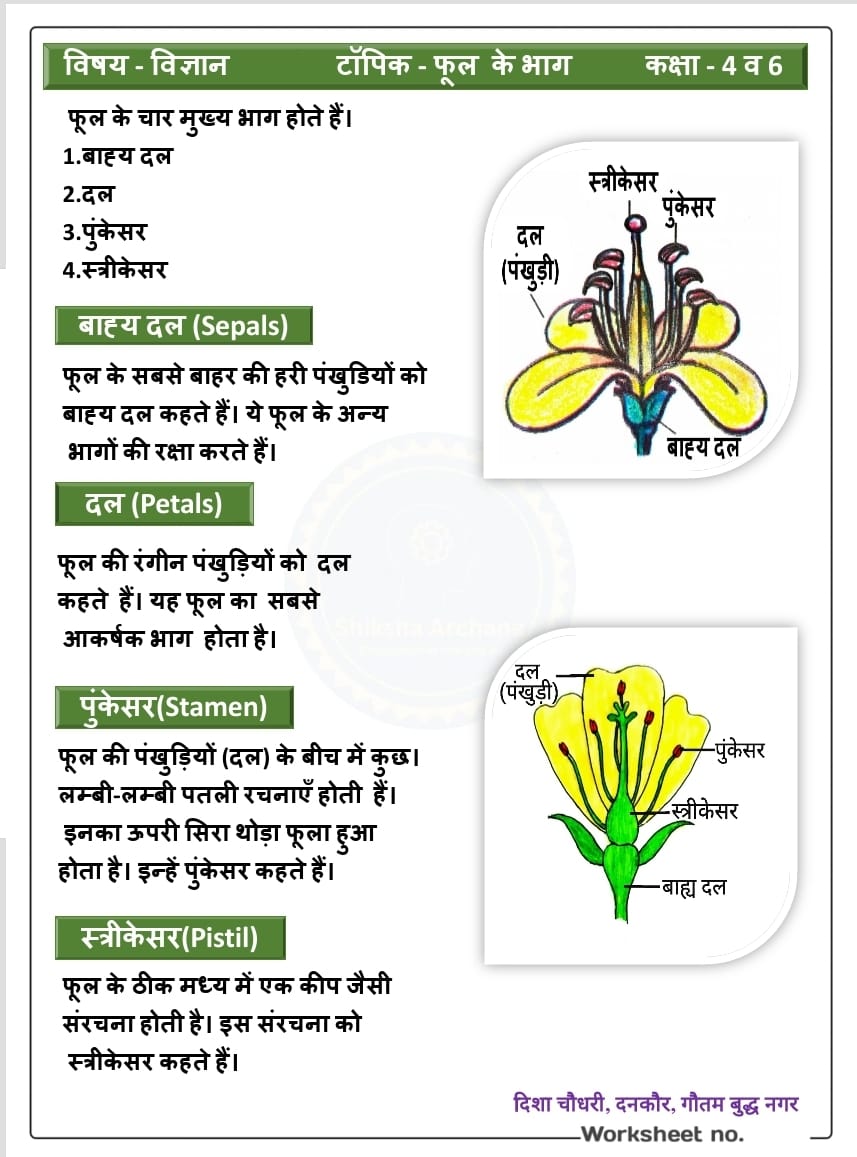 विषय - विज्ञान टॉपिक - फूल के भाग कक्षा - 4 व 6
फूल के चार मुख्य भाग होते हैं।
1.बाह्य दल
2.दल
3.पुंकेसर
4.स्त्रीकेसर
स्त्रीकेसर
पुंकेसर
दल
(पंखुड़ी)
बाह्य दल
बाह्य दल (Sepals)
फूल के सबसे बाहर की हरी पंखुडियों को
बाह्य दल कहते हैं। ये फूल के अन्य
भागों की रक्षा करते हैं।
दल (Petals)
फूल की रंगीन पंखुड़ियों को दल
कहते हैं। यह फूल का सबसे
आकर्षक भाग होता है।
Shiksha Archana
दल
(पंखुड़ी)
पुंकेसर
स्त्रीकेसर
बाह्य दल
पुंकेसर(Stamen)
फूल की पंखुड़ियों (दल) के बीच में कुछ।
लम्बी-लम्बी पतली रचनाएँ होती हैं।
इनका ऊपरी सिरा थोड़ा फूला हुआ
होता है। इन्हें पुंकेसर कहते हैं।
स्त्रीकेसर(Pistil)
फूल के ठीक मध्य में एक कीप जैसी
संरचना होती है। इस संरचना को
स्त्रीकेसर कहते हैं।
दिशा चौधरी, दनकौर, गौतम बुद्ध नगर
Worksheet no.